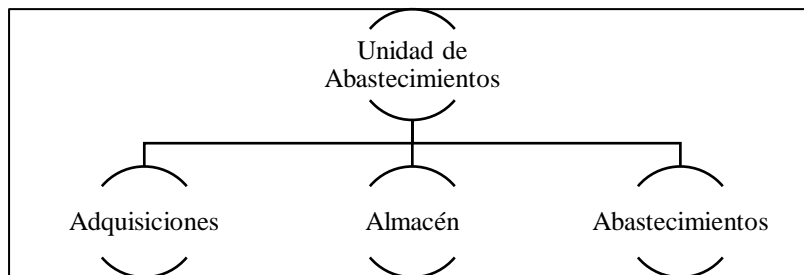 Unidad de
Abastecimientos
Adquisiciones
Almacén
Abastecimientos